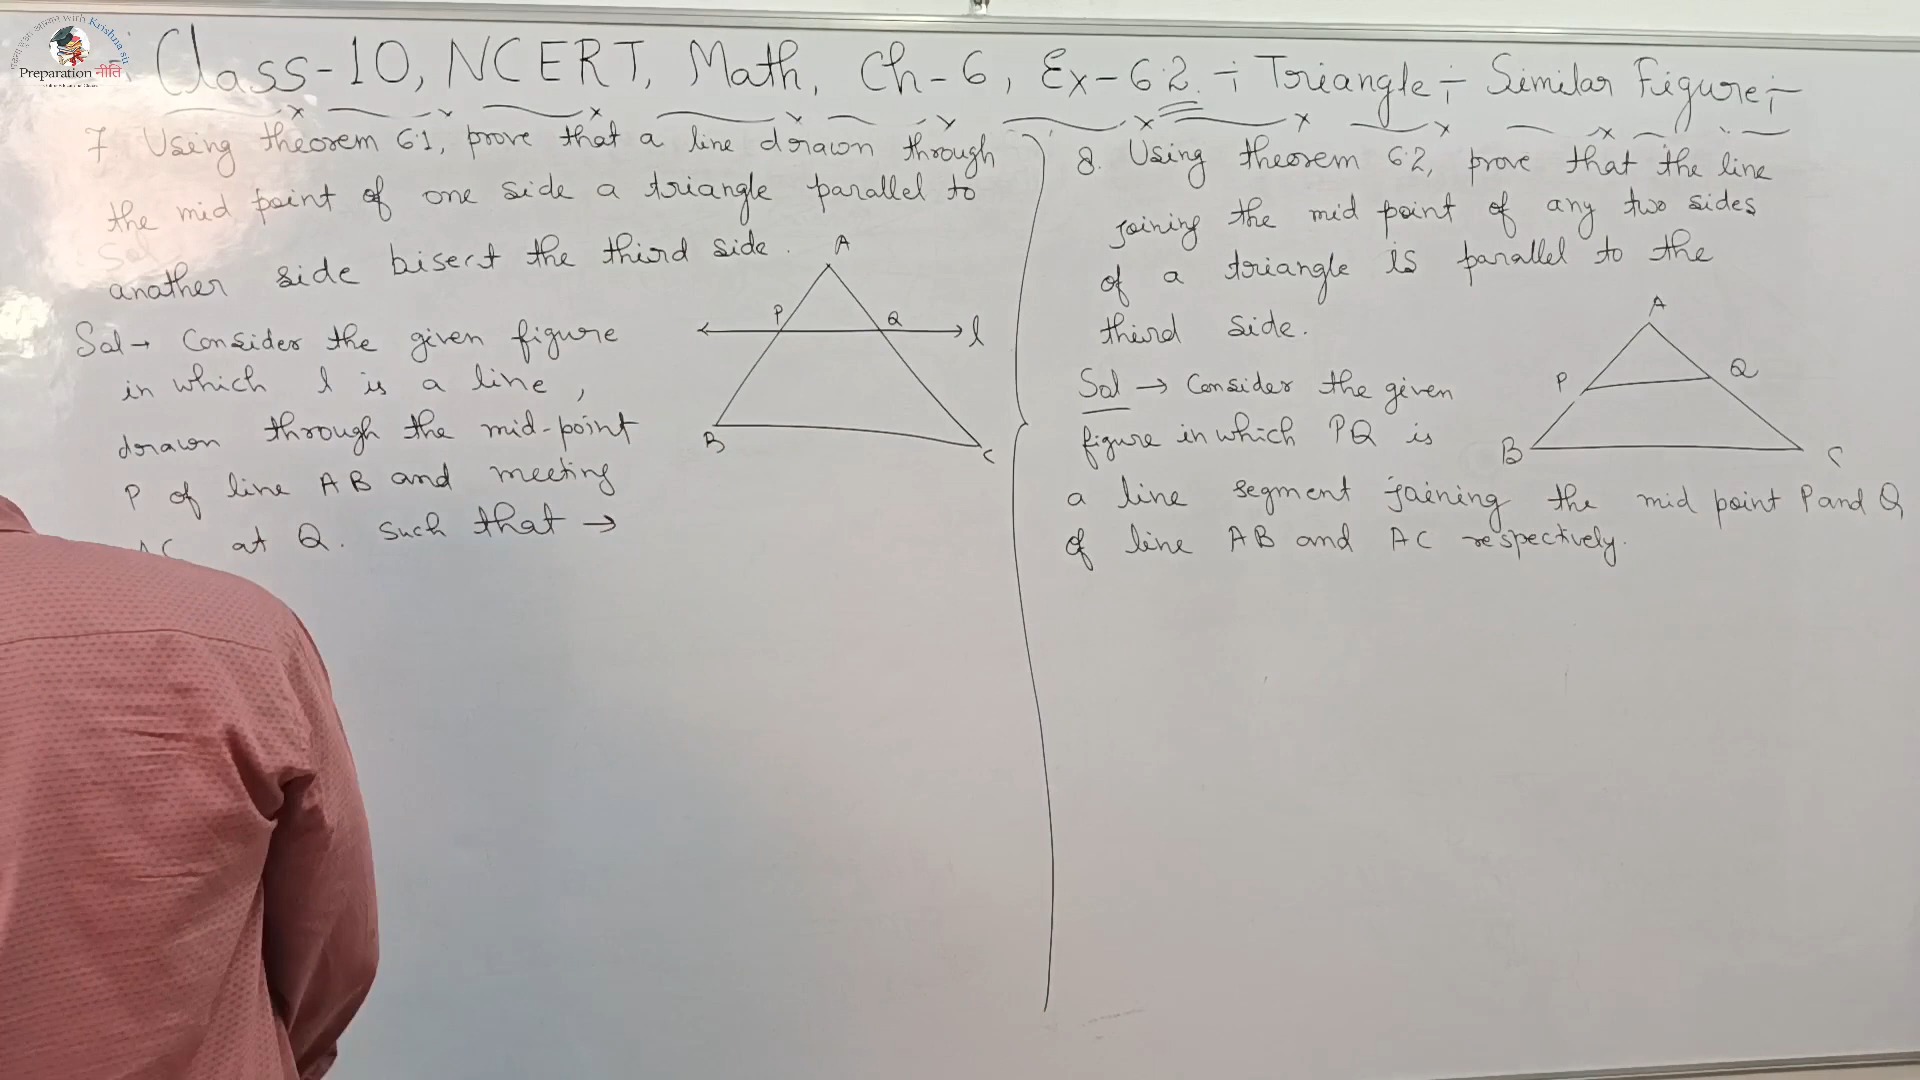 Preparation नीति
Class-10, NCERT, Math, Ch-6, Ex-6.2 Triangle Similar Figure
7. Using theorem 6.1, prove that a line drawn through
the mid point of one side a triangle parallel to
anather side bisect the third side.
Sal → Consider the given figure
in which l is a line,
drawn through the mid-point
P of line AB and meeting
AC at Q. Such that →
A
P
Q
l
B
C
8. Using theorem 6.2, prove that the line
joining the mid point of any two sides
of a triangle is parallel to the
third side.
Sal → Consider the given
figure in which PQ is
a line segment jaining the mid point P and Q
of line AB and AC respectively.
A
P
Q
B
C